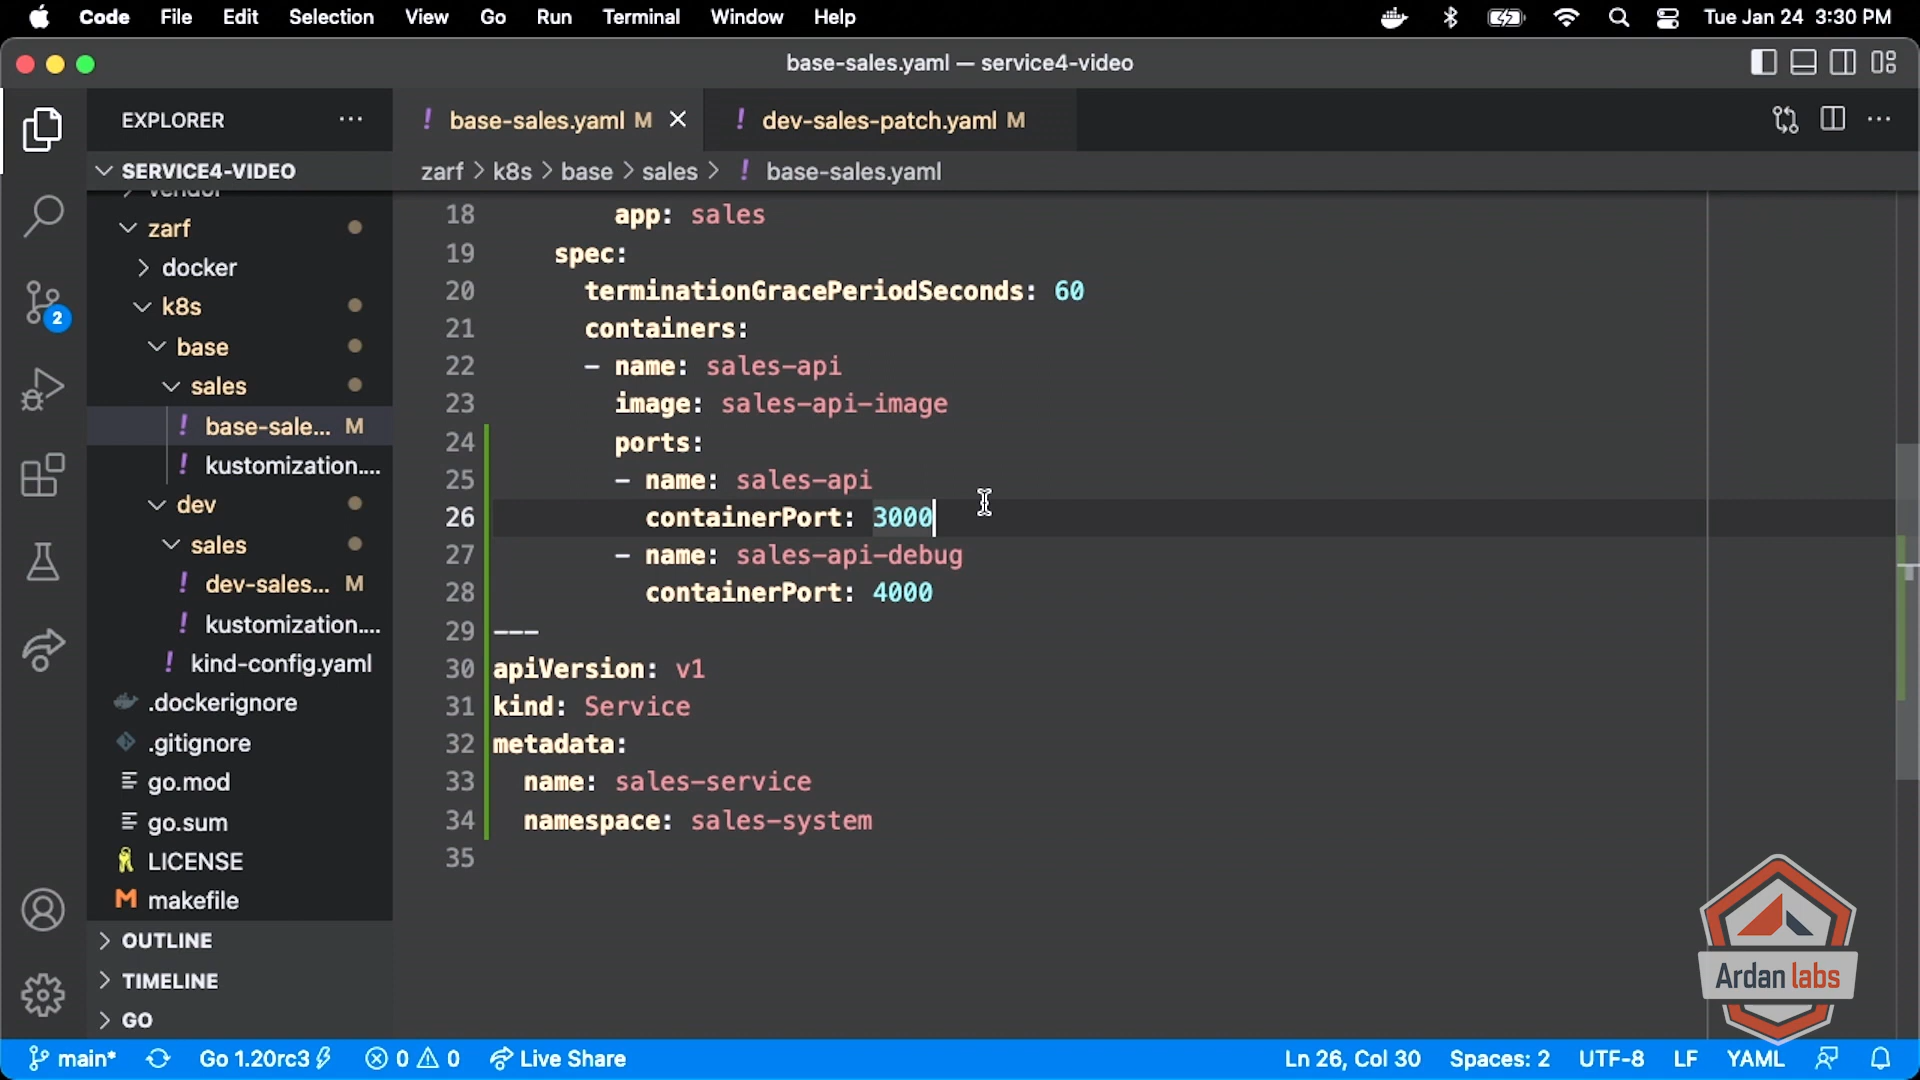 Code File Edit Selection View Go Run Terminal Window Help Tue Jan 24 3:30 PM
base-sales.yaml — service4-video
EXPLORER
SERVICE4-VIDEO
vendor
zarf
docker
k8s
base
sales
! base-sale... M
! kustomization....
dev
sales
! dev-sales... M
! kustomization....
! kind-config.yaml
.dockerignore
.gitignore
go.mod
go.sum
LICENSE
makefile
OUTLINE
TIMELINE
GO
2
! base-sales.yaml M ! dev-sales-patch.yaml M
zarf > k8s > base > sales > ! base-sales.yaml
18 app: sales
19 spec:
20 terminationGracePeriodSeconds: 60
21 containers:
22 - name: sales-api
23 image: sales-api-image
24 ports:
25 - name: sales-api
26 containerPort: 3000
27 - name: sales-api-debug
28 containerPort: 4000
29 ---
30 apiVersion: v1
31 kind: Service
32 metadata:
33 name: sales-service
34 namespace: sales-system
35
Ardan labs
main* Go 1.20rc3 0 0 Live Share Ln 26, Col 30 Spaces: 2 UTF-8 LF YAML